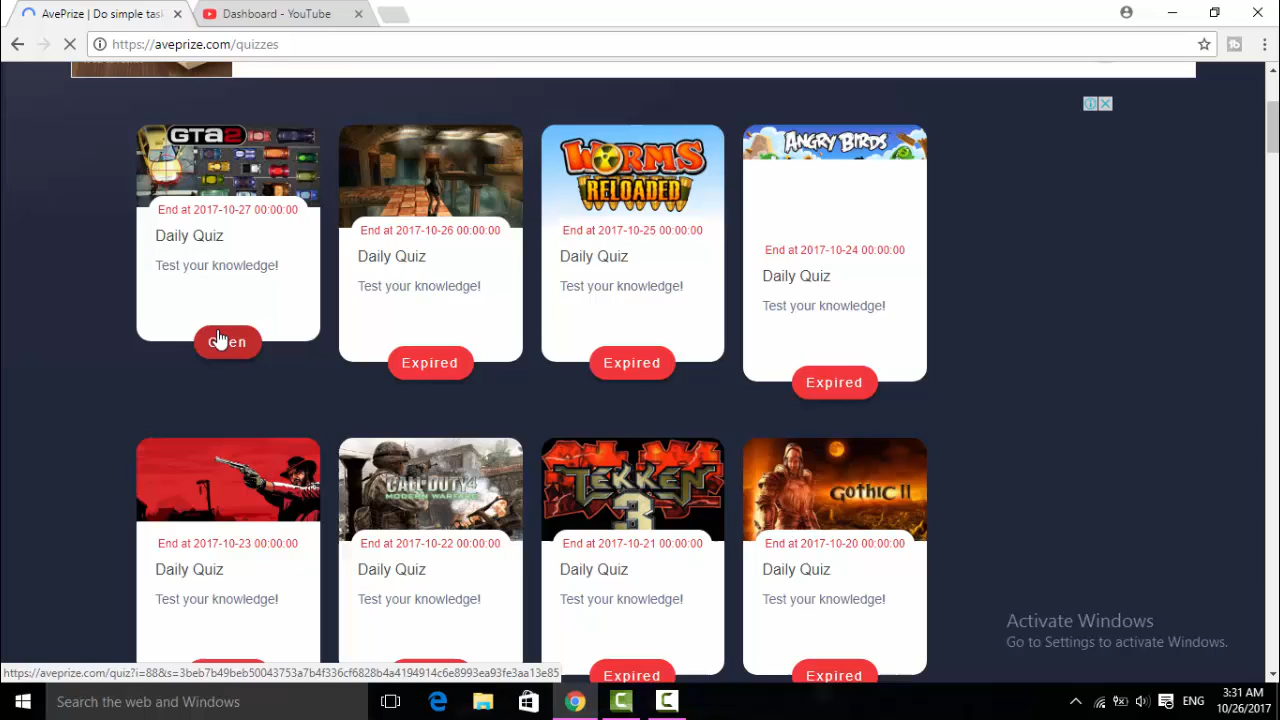 AvePrize | Do simple task
Dashboard - YouTube
https://aveprize.com/quizzes
GTA2
WORMS
RELOADED
ANGRY BIRDS
End at 2017-10-27 00:00:00
Daily Quiz
Test your knowledge!
Open
End at 2017-10-26 00:00:00
Daily Quiz
Test your knowledge!
Expired
End at 2017-10-25 00:00:00
Daily Quiz
Test your knowledge!
Expired
End at 2017-10-24 00:00:00
Daily Quiz
Test your knowledge!
Expired
End at 2017-10-23 00:00:00
Daily Quiz
Test your knowledge!
CALL OF DUTY 4
MODERN WARFARE
End at 2017-10-22 00:00:00
Daily Quiz
Test your knowledge!
TEKKEN
3
End at 2017-10-21 00:00:00
Daily Quiz
Test your knowledge!
Expired
GOTHIC II
End at 2017-10-20 00:00:00
Daily Quiz
Test your knowledge!
Expired
Activate Windows
Go to Settings to activate Windows.
https://aveprize.com/quiz?i=88&s=3beb7b49beb50043753a7b4f336cf6828b4a4194914c6e8993ea93fe3aa13e85
Search the web and Windows
ENG
3:31 AM
10/26/2017